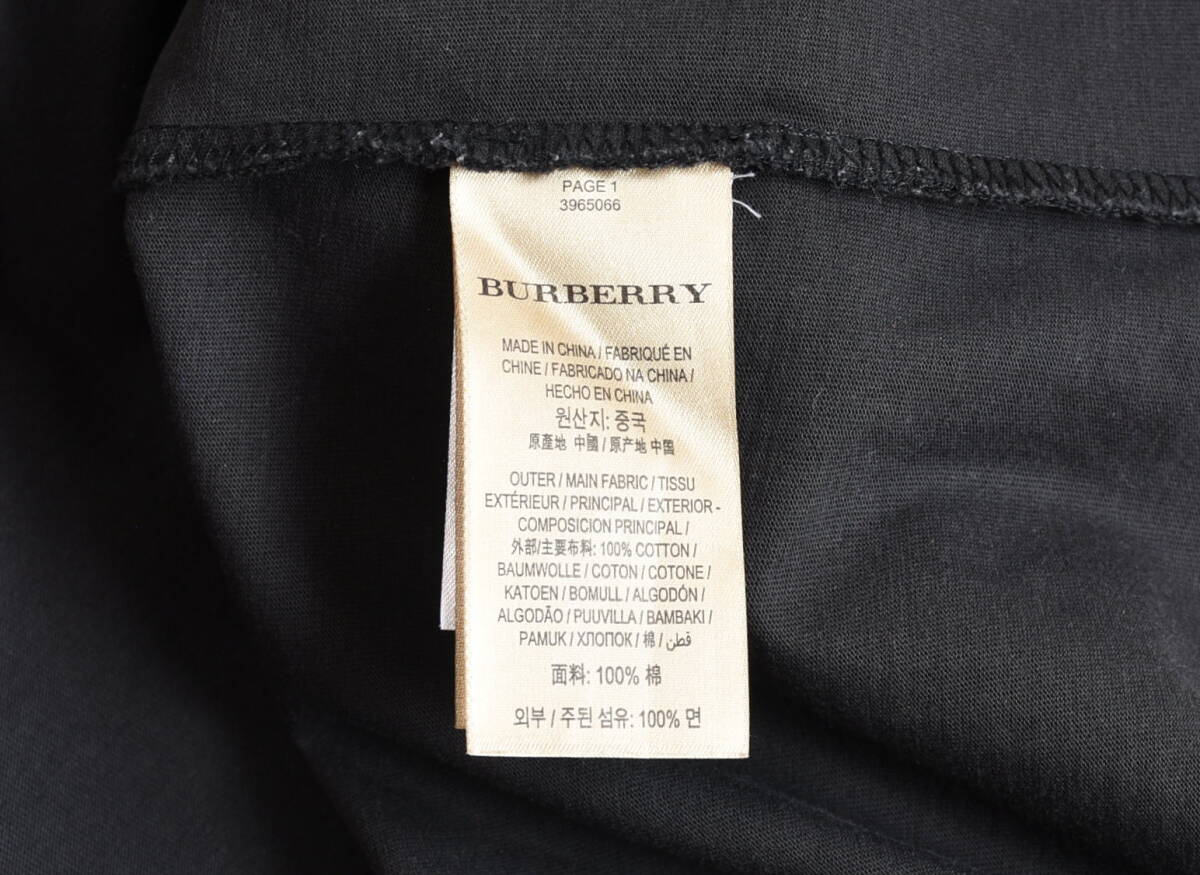 PAGE 1
3965066
BURBERRY
MADE IN CHINA / FABRIQUÉ EN
CHINE / FABRICADO NA CHINA /
HECHO EN CHINA
원산지: 중국
原產地 中國 / 原产地 中国
OUTER / MAIN FABRIC / TISSU
EXTÉRIEUR / PRINCIPAL / EXTERIOR -
COMPOSICION PRINCIPAL /
外部/主要布料: 100% COTTON /
BAUMWOLLE / COTON / COTONE /
KATOEN / BOMULL / ALGODÓN /
ALGODÃO / PUUVILLA / BAMBAKI /
PAMUK / ХЛОПОК / 棉 / قطن
面料: 100% 棉
외부 / 주된 섬유: 100% 면